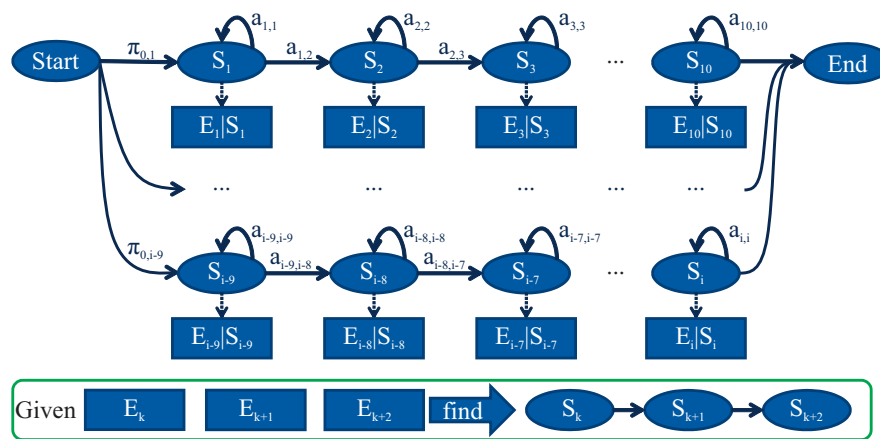 a1,1 a2,2 a3,3 a10,10
Start π0,1 S1 a1,2 S2 a2,3 S3 ... S10 End
E1|S1 E2|S2 E3|S3 E10|S10
... ... ... ... ...
π0,i-9 ai-9,i-9 ai-8,i-8 ai-7,i-7 ai,i
Si-9 ai-9,i-8 Si-8 ai-8,i-7 Si-7 ... Si
Ei-9|Si-9 Ei-8|Si-8 Ei-7|Si-7 Ei|Si
Given Ek Ek+1 Ek+2 find Sk Sk+1 Sk+2